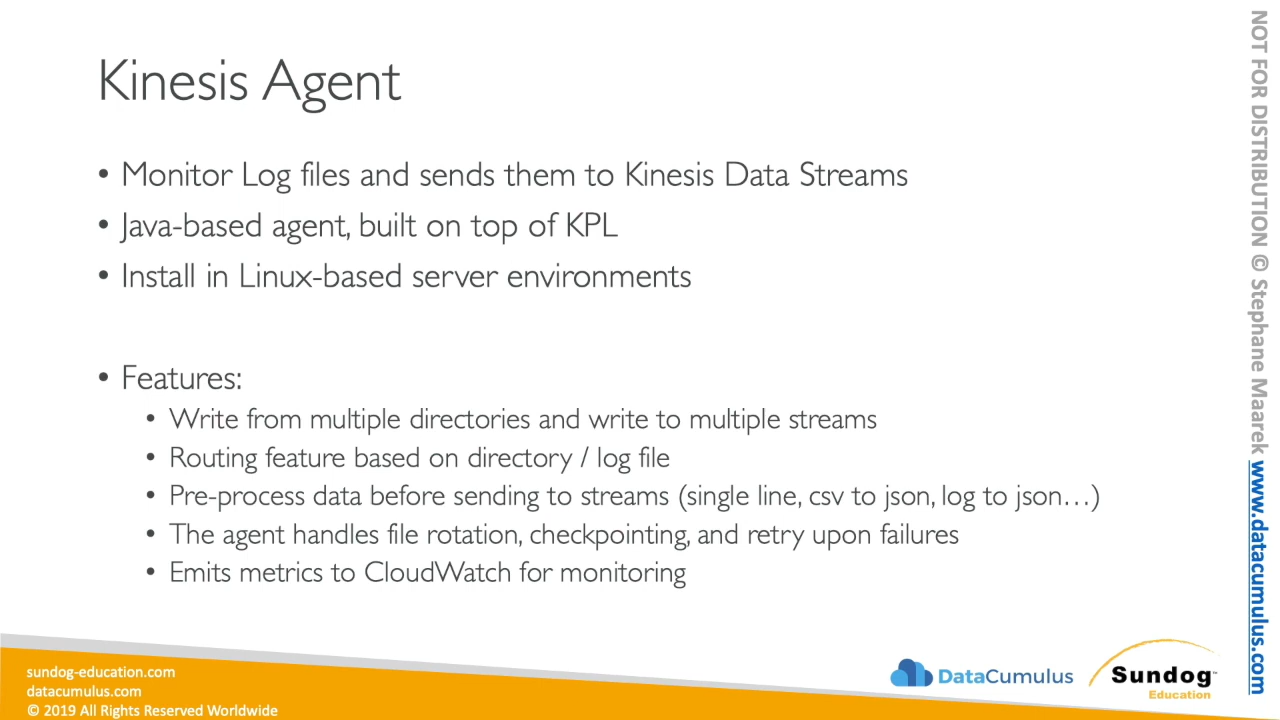 Kinesis Agent
• Monitor Log files and sends them to Kinesis Data Streams
• Java-based agent, built on top of KPL
• Install in Linux-based server environments
• Features:
• Write from multiple directories and write to multiple streams
• Routing feature based on directory / log file
• Pre-process data before sending to streams (single line, csv to json, log to json…)
• The agent handles file rotation, checkpointing, and retry upon failures
• Emits metrics to CloudWatch for monitoring
NOT FOR DISTRIBUTION © Stephane Maarek www.datacumulus.com
sundog-education.com
datacumulus.com
© 2019 All Rights Reserved Worldwide
DataCumulus
Sundog™
Education